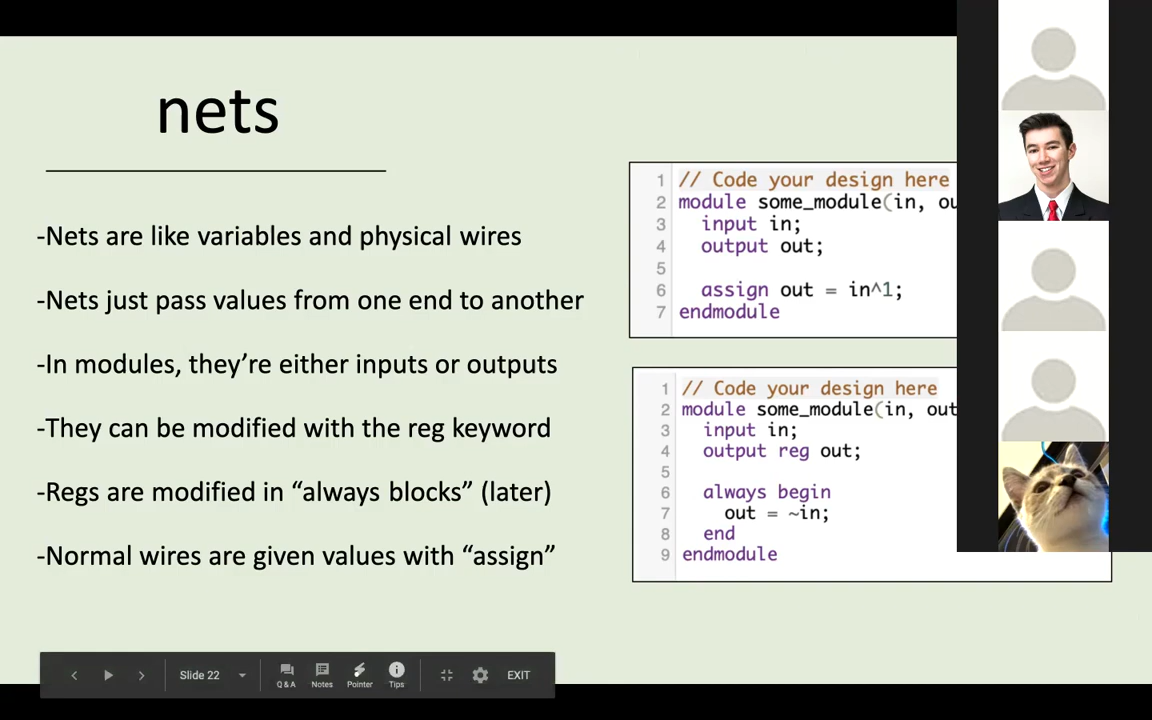 nets
-Nets are like variables and physical wires
-Nets just pass values from one end to another
-In modules, they’re either inputs or outputs
-They can be modified with the reg keyword
-Regs are modified in “always blocks” (later)
-Normal wires are given values with “assign”
1 // Code your design here
2 module some_module(in, ou
3 input in;
4 output out;
5
6 assign out = in^1;
7 endmodule
1 // Code your design here
2 module some_module(in, out
3 input in;
4 output reg out;
5
6 always begin
7 out = ~in;
8 end
9 endmodule
Slide 22
Q & A
Notes
Pointer
Tips
EXIT